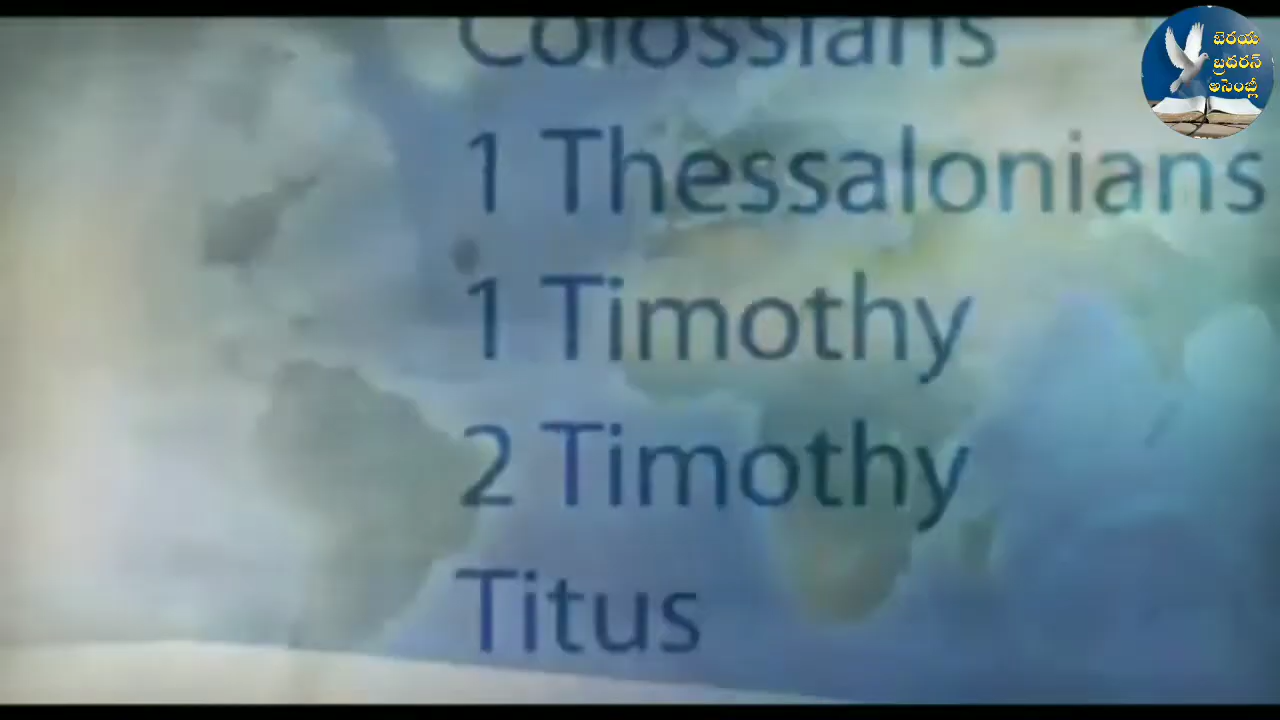 Colossians
1 Thessalonians
1 Timothy
2 Timothy
Titus
బెరయ
బ్రదరన్
అసెంబ్లీ